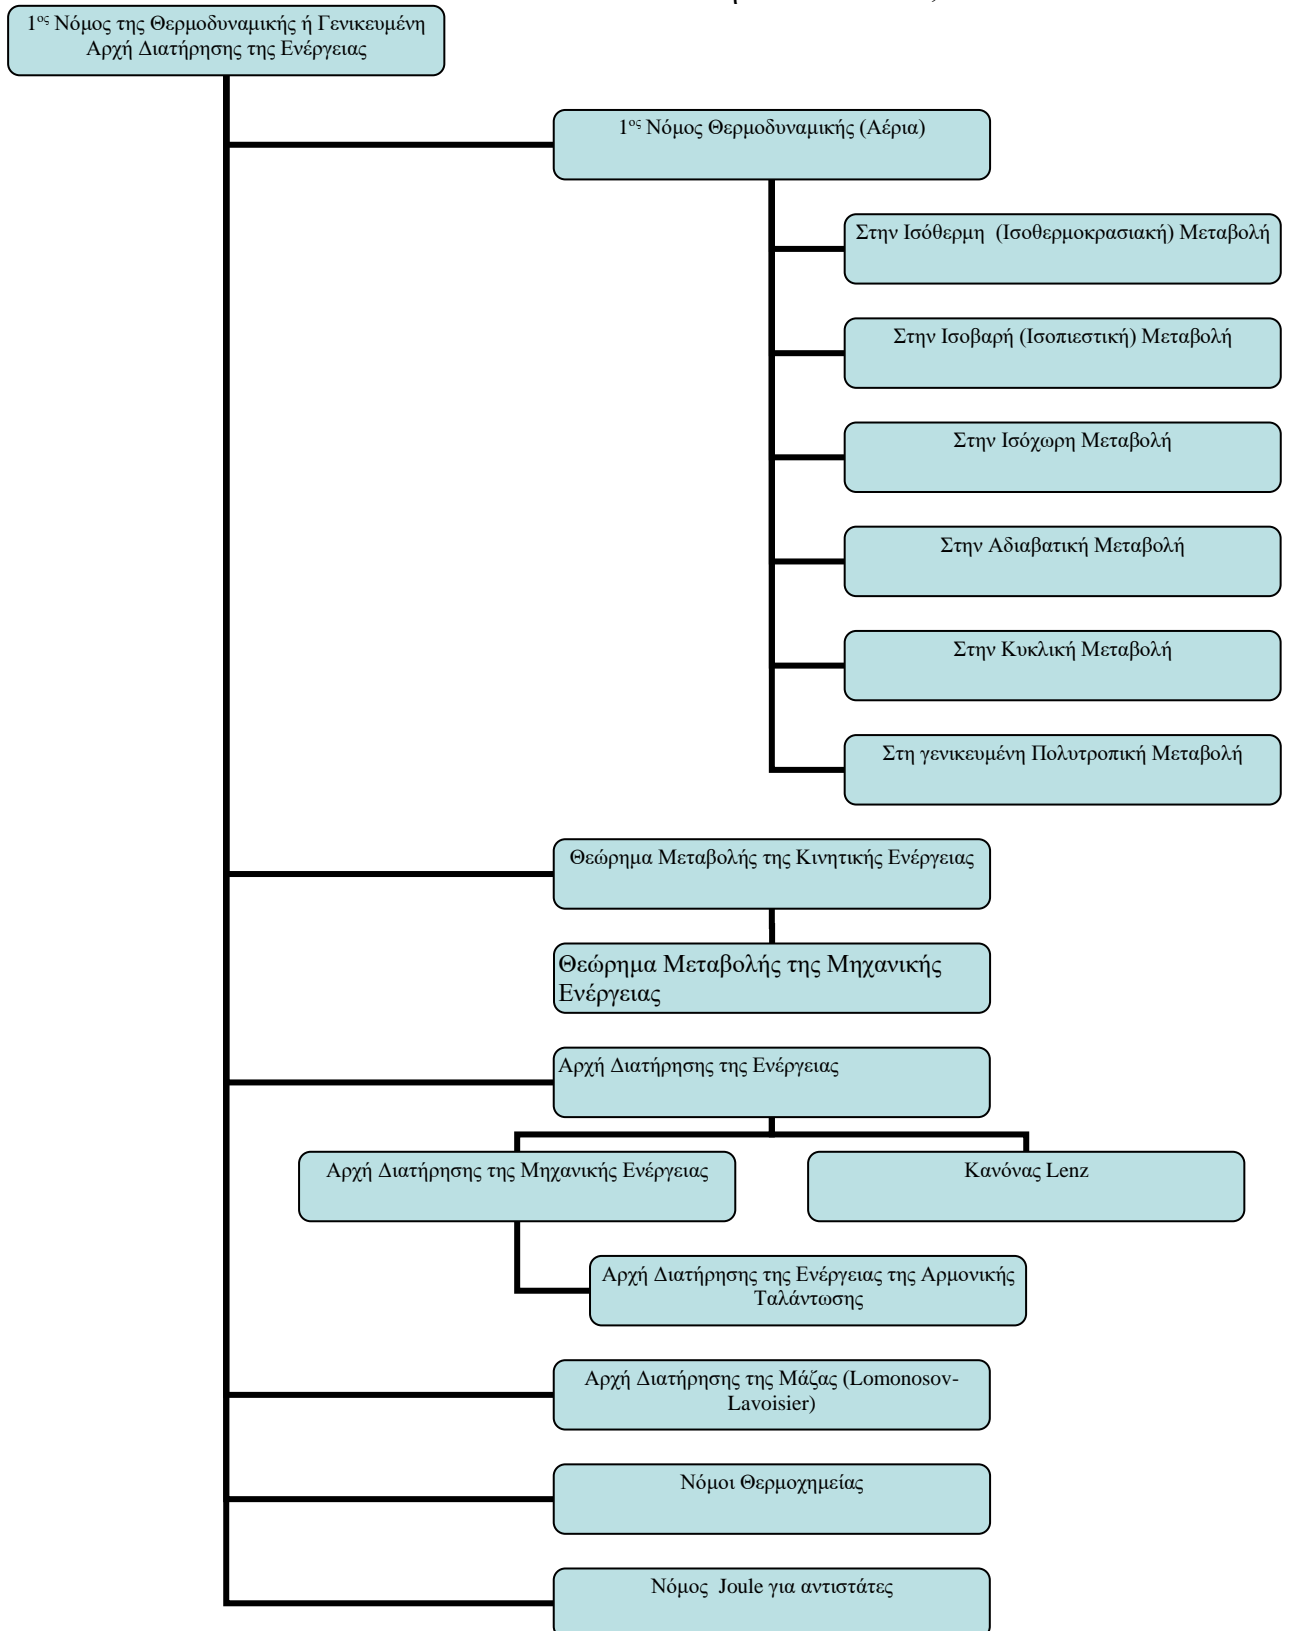 1ος Νόμος της Θερμοδυναμικής ή Γενικευμένη
Αρχή Διατήρησης της Ενέργειας
1ος Νόμος Θερμοδυναμικής (Αέρια)
Στην Ισόθερμη (Ισοθερμοκρασιακή) Μεταβολή
Στην Ισοβαρή (Ισοπιεστική) Μεταβολή
Στην Ισόχωρη Μεταβολή
Στην Αδιαβατική Μεταβολή
Στην Κυκλική Μεταβολή
Στη γενικευμένη Πολυτροπική Μεταβολή
Θεώρημα Μεταβολής της Κινητικής Ενέργειας
Θεώρημα Μεταβολής της Μηχανικής
Ενέργειας
Αρχή Διατήρησης της Ενέργειας
Αρχή Διατήρησης της Μηχανικής Ενέργειας
Κανόνας Lenz
Αρχή Διατήρησης της Ενέργειας της Αρμονικής
Ταλάντωσης
Αρχή Διατήρησης της Μάζας (Lomonosov-
Lavoisier)
Νόμοι Θερμοχημείας
Νόμος Joule για αντιστάτες